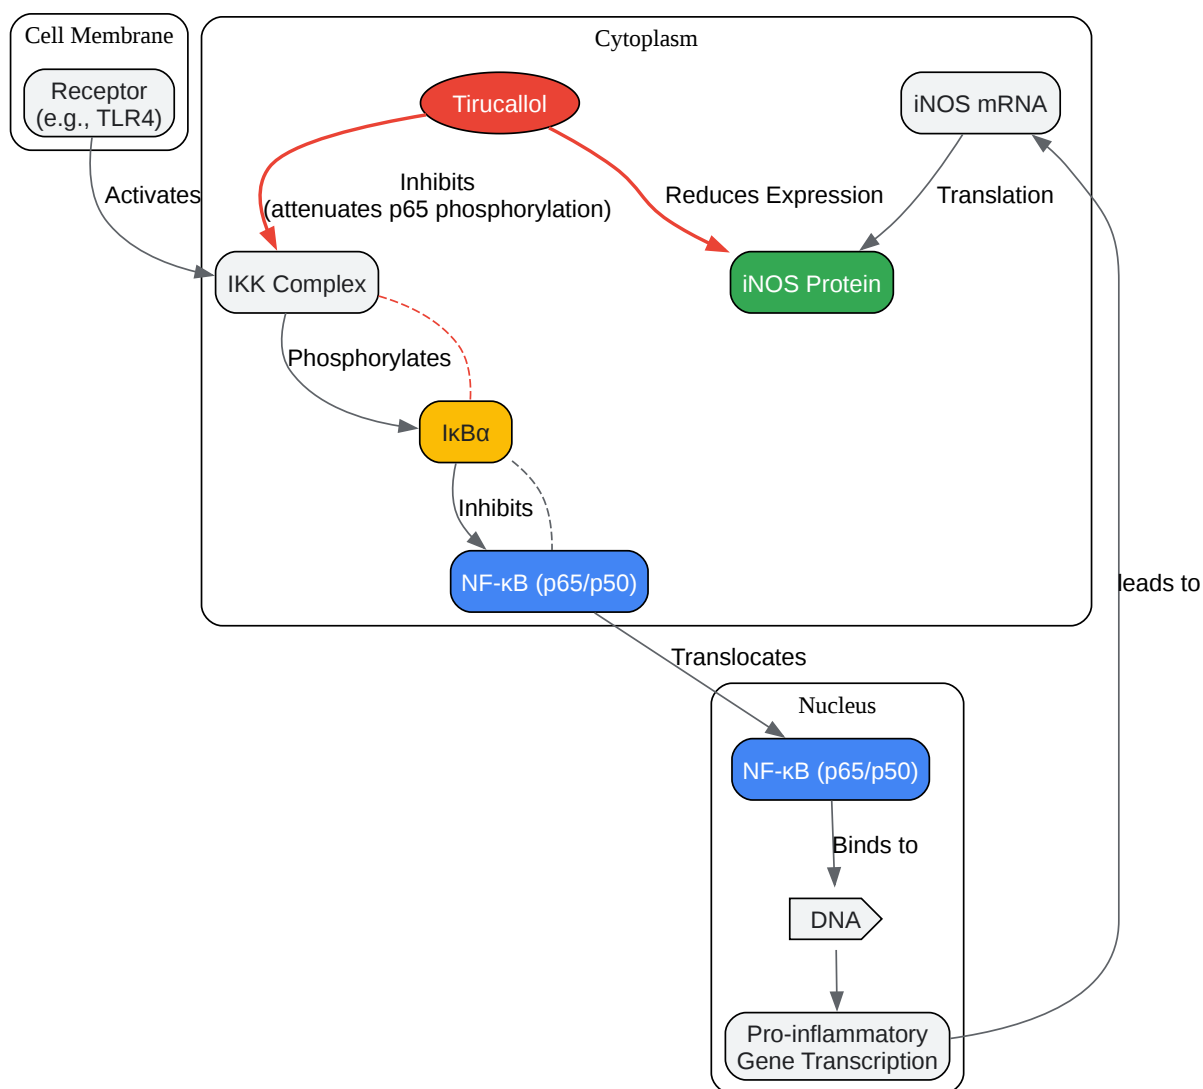 Cell Membrane
Receptor
(e.g., TLR4)
Activates
Cytoplasm
Tirucallol
iNOS mRNA
Inhibits
(attenuates p65 phosphorylation)
Reduces Expression
Translation
IKK Complex
iNOS Protein
Phosphorylates
IκBα
Inhibits
NF-κB (p65/p50)
leads to
Translocates
Nucleus
NF-κB (p65/p50)
Binds to
DNA
Pro-inflammatory
Gene Transcription